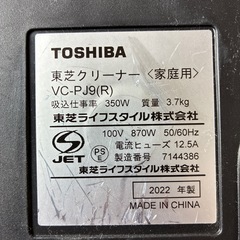 TOSHIBA
東芝クリーナー〈家庭用〉
VC-PJ9(R)
吸込仕事率 350W 質量 3.7kg
東芝ライフスタイル株式会社
100V 870W 50/60Hz
電流ヒューズ 12.5A
製造番号 7144386
S JET
PS E
東芝ライフスタイル株式会社
2022 年製
MADE IN CHINA